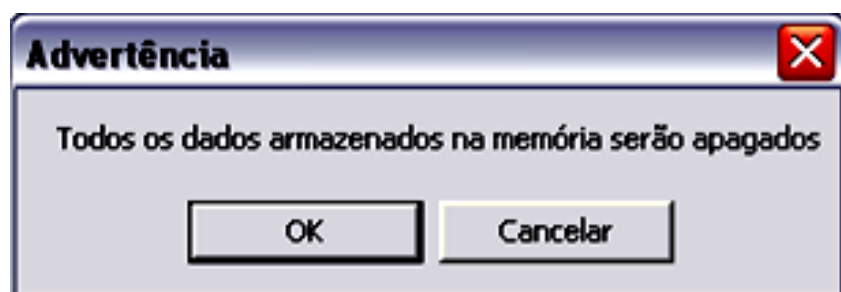 Advertência
Todos os dados armazenados na memória serão apagados
OK
Cancelar